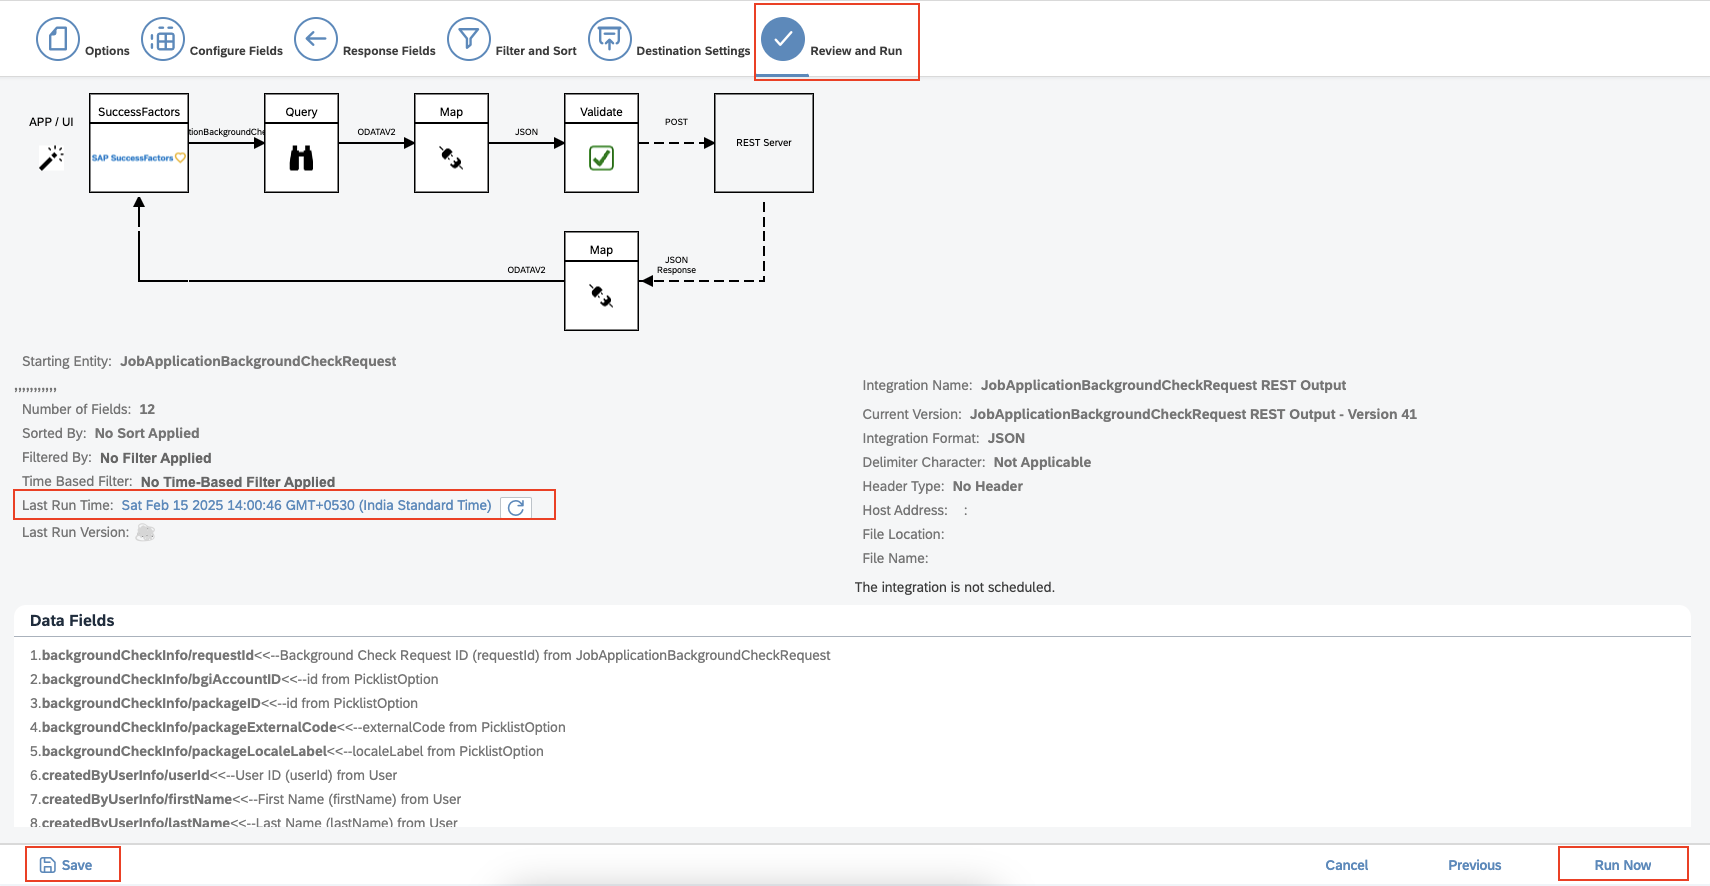 Options
Configure Fields
Response Fields
Filter and Sort
Destination Settings
Review and Run
APP / UI
SuccessFactors
SAP SuccessFactors
tionBackgroundChe
Query
ODATAV2
Map
JSON
Validate
POST
REST Server
Map
ODATAV2
JSON
Response
Starting Entity: JobApplicationBackgroundCheckRequest
,,,,,,,,,,,
Number of Fields: 12
Sorted By: No Sort Applied
Filtered By: No Filter Applied
Time Based Filter: No Time-Based Filter Applied
Last Run Time: Sat Feb 15 2025 14:00:46 GMT+0530 (India Standard Time)
Last Run Version:
Integration Name: JobApplicationBackgroundCheckRequest REST Output
Current Version: JobApplicationBackgroundCheckRequest REST Output - Version 41
Integration Format: JSON
Delimiter Character: Not Applicable
Header Type: No Header
Host Address: :
File Location:
File Name:
The integration is not scheduled.
Data Fields
1.backgroundCheckInfo/requestId<<--Background Check Request ID (requestId) from JobApplicationBackgroundCheckRequest
2.backgroundCheckInfo/bgiAccountID<<--id from PicklistOption
3.backgroundCheckInfo/packageID<<--id from PicklistOption
4.backgroundCheckInfo/packageExternalCode<<--externalCode from PicklistOption
5.backgroundCheckInfo/packageLocaleLabel<<--localeLabel from PicklistOption
6.createdByUserInfo/userId<<--User ID (userId) from User
7.createdByUserInfo/firstName<<--First Name (firstName) from User
8.createdByUserInfo/lastName<<--Last Name (lastName) from User
Save
Cancel
Previous
Run Now